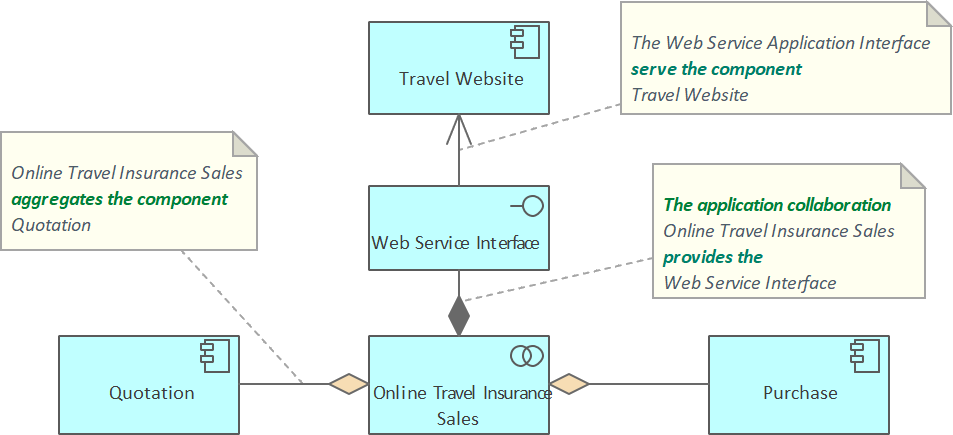 Travel Website
The Web Service Application Interface
serve the component
Travel Website
Online Travel Insurance Sales
aggregates the component
Quotation
Web Service Interface
The application collaboration
Online Travel Insurance Sales
provides the
Web Service Interface
Quotation
Online Travel Insurance
Sales
Purchase